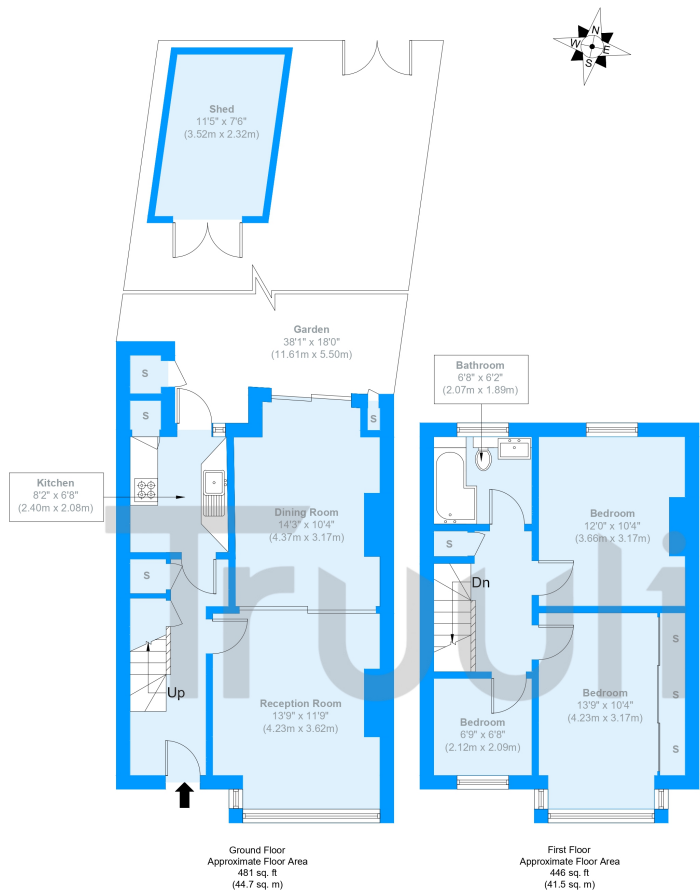 N
W
E
S
Shed
11'5" x 7'6"
(3.52m x 2.32m)
Garden
38'1" x 18'0"
(11.61m x 5.50m)
S
S
S
Kitchen
8'2" x 6'8"
(2.40m x 2.08m)
Dining Room
14'3" x 10'4"
(4.37m x 3.17m)
S
Up
Reception Room
13'9" x 11'9"
(4.23m x 3.62m)
Bathroom
6'8" x 6'2"
(2.07m x 1.89m)
Bedroom
12'0" x 10'4"
(3.66m x 3.17m)
S
Dn
Bedroom
6'9" x 6'8"
(2.12m x 2.09m)
Bedroom
13'9" x 10'4"
(4.23m x 3.17m)
S
S
S
Truuli
Ground Floor
Approximate Floor Area
481 sq. ft
(44.7 sq. m)
First Floor
Approximate Floor Area
446 sq. ft
(41.5 sq. m)